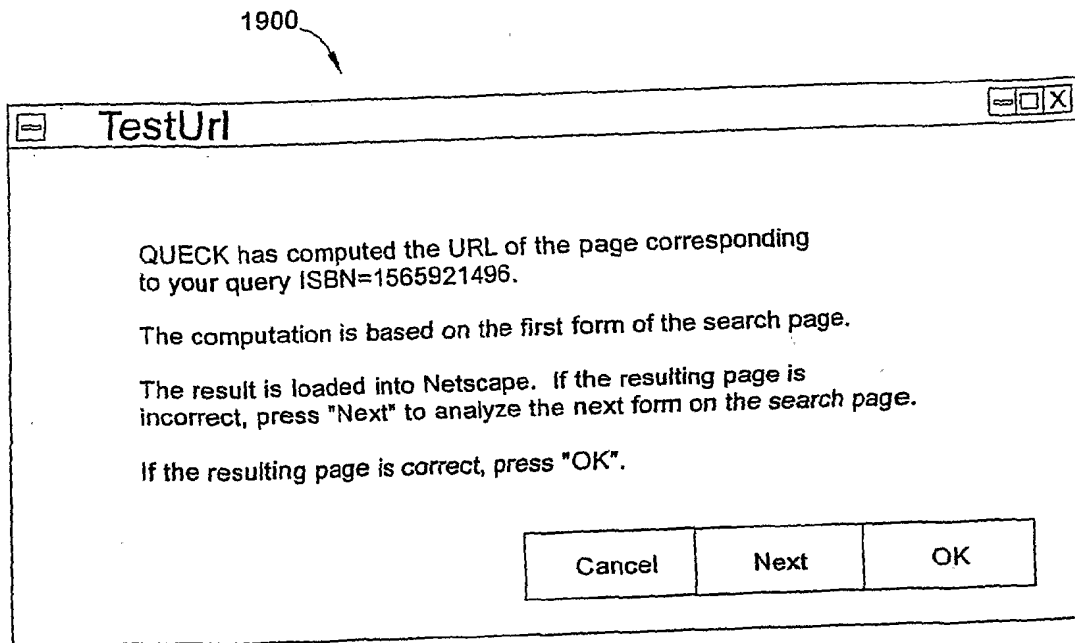 1900
TestUrl
QUECK has computed the URL of the page corresponding
to your query ISBN=1565921496.
The computation is based on the first form of the search page.
The result is loaded into Netscape. If the resulting page is
incorrect, press "Next" to analyze the next form on the search page.
If the resulting page is correct, press "OK".
Cancel Next OK